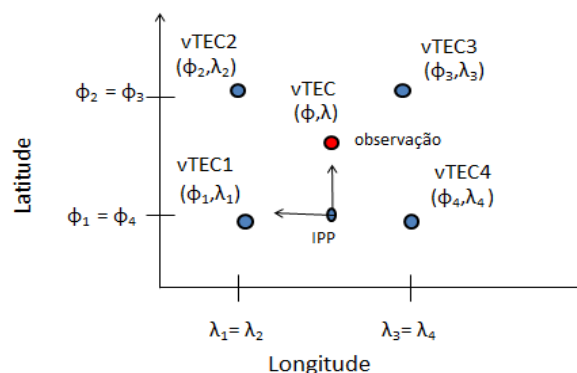 vTEC2
(ϕ₂,λ₂)
vTEC3
(ϕ₃,λ₃)
vTEC
(ϕ,λ)
observação
ϕ₂ = ϕ₃
vTEC1
(ϕ₁,λ₁)
vTEC4
(ϕ₄,λ₄)
ϕ₁ = ϕ₄
IPP
Latitude
λ₁= λ₂
λ₃= λ₄
Longitude